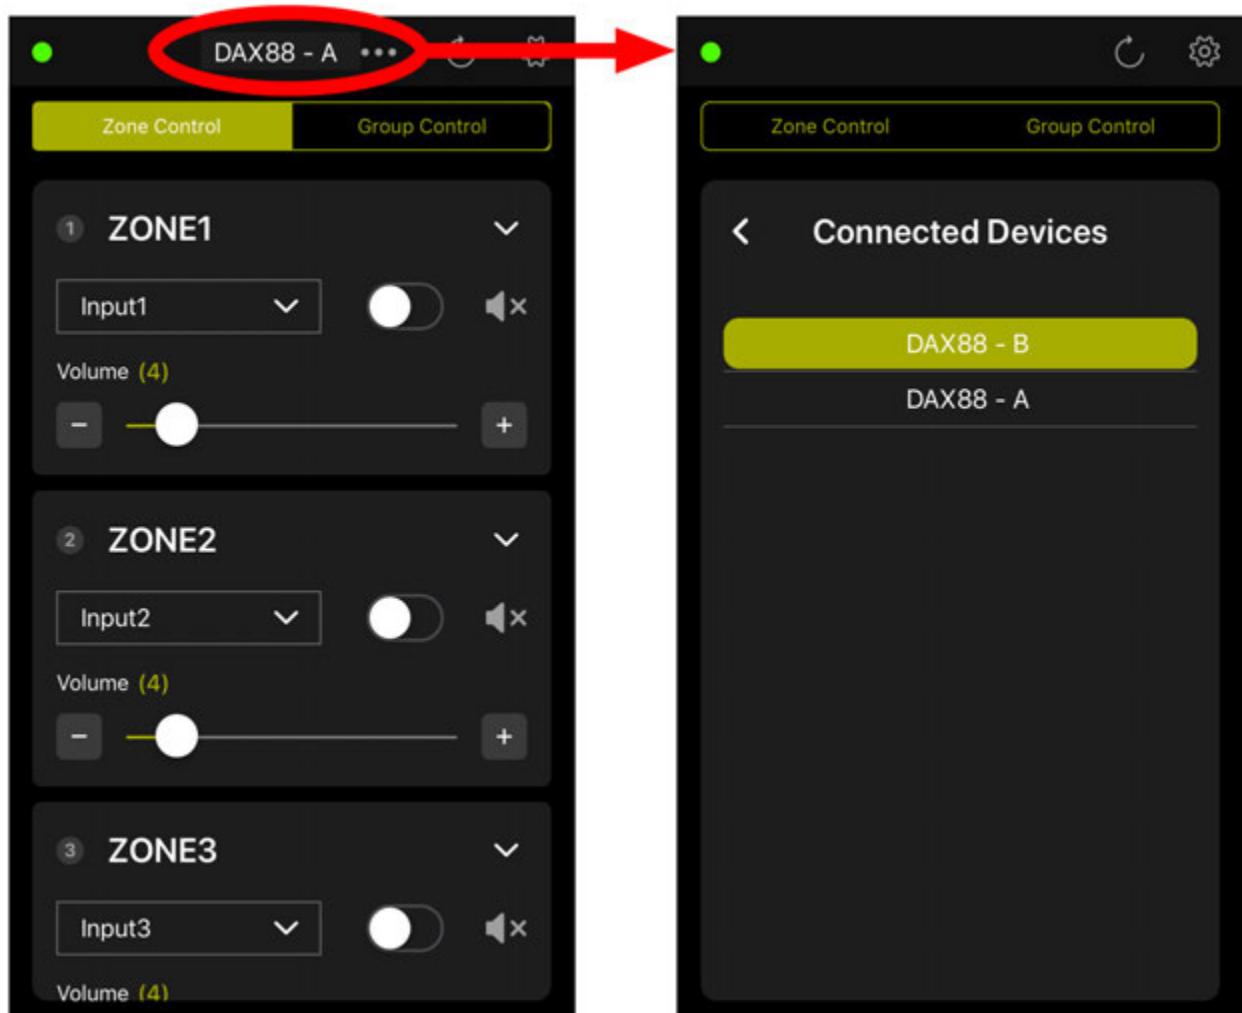 DAX88 - A •••
Zone Control Group Control
1 ZONE1
Input1
Volume (4)
- +
2 ZONE2
Input2
Volume (4)
- +
3 ZONE3
Input3
Volume (4)
Zone Control Group Control
Connected Devices
DAX88 - B
DAX88 - A